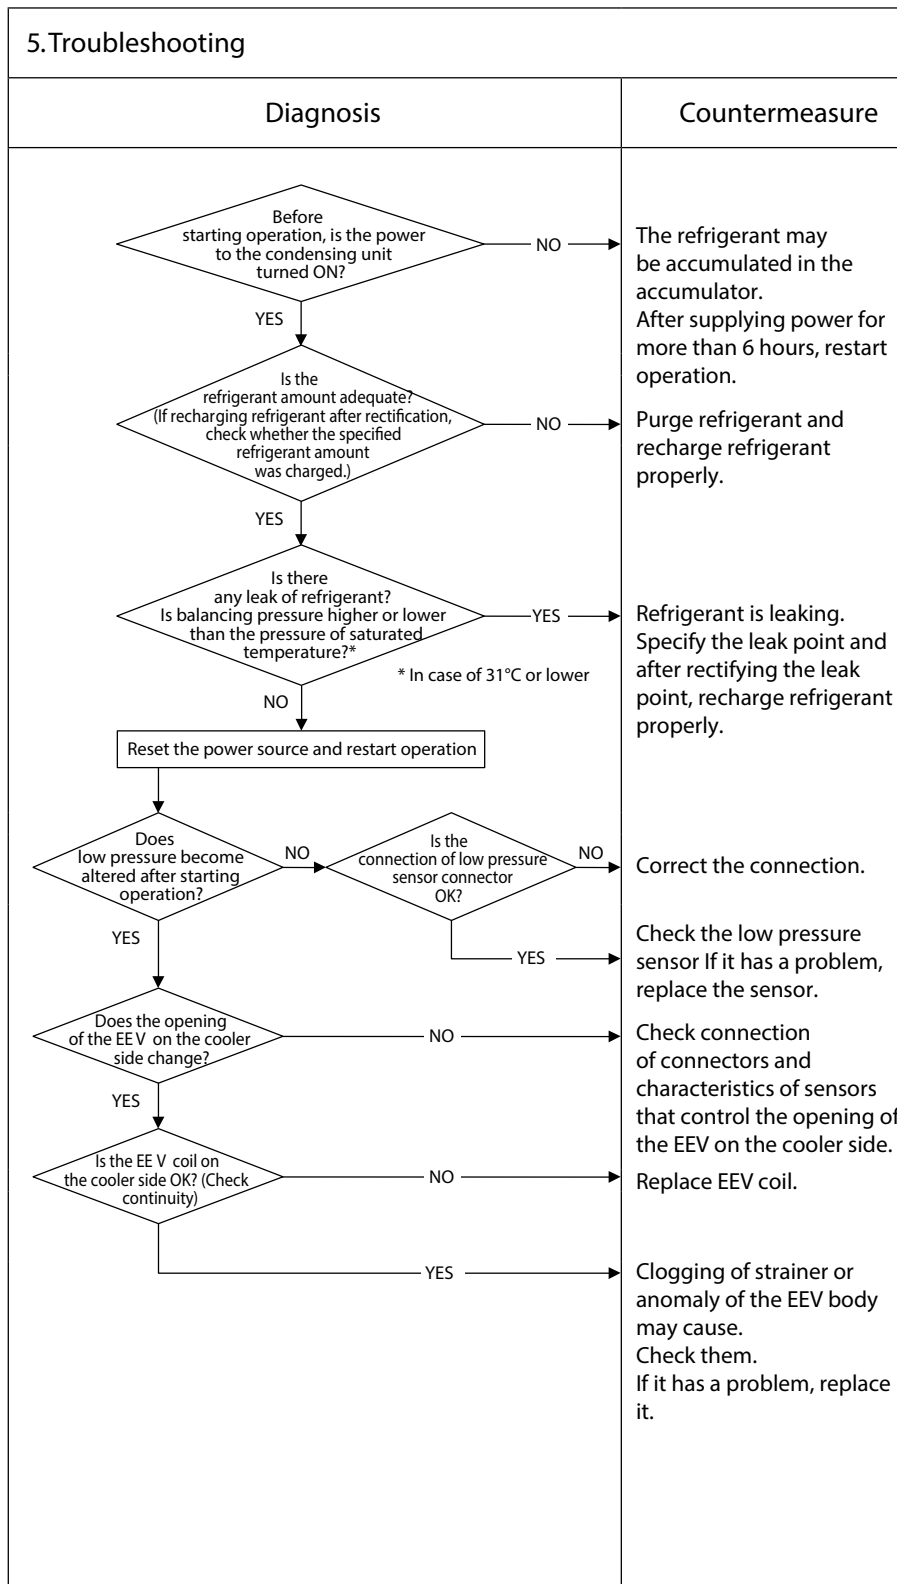 5. Troubleshooting
Diagnosis
Countermeasure
Before
starting operation, is the power
to the condensing unit
turned ON?
NO
The refrigerant may
be accumulated in the
accumulator.
After supplying power for
more than 6 hours, restart
operation.
YES
Is the
refrigerant amount adequate?
(If recharging refrigerant after rectification,
check whether the specified
refrigerant amount
was charged.)
NO
Purge refrigerant and
recharge refrigerant
properly.
YES
Is there
any leak of refrigerant?
Is balancing pressure higher or lower
than the pressure of saturated
temperature?*
YES
Refrigerant is leaking.
Specify the leak point and
after rectifying the leak
point, recharge refrigerant
properly.
* In case of 31°C or lower
NO
Reset the power source and restart operation
Does
low pressure become
altered after starting
operation?
NO
Is the
connection of low pressure
sensor connector
OK?
NO
Correct the connection.
YES
YES
Check the low pressure
sensor If it has a problem,
replace the sensor.
Does the opening
of the EE V on the cooler
side change?
NO
Check connection
of connectors and
characteristics of sensors
that control the opening of
the EEV on the cooler side.
YES
Is the EE V coil on
the cooler side OK? (Check
continuity)
NO
Replace EEV coil.
YES
Clogging of strainer or
anomaly of the EEV body
may cause.
Check them.
If it has a problem, replace
it.